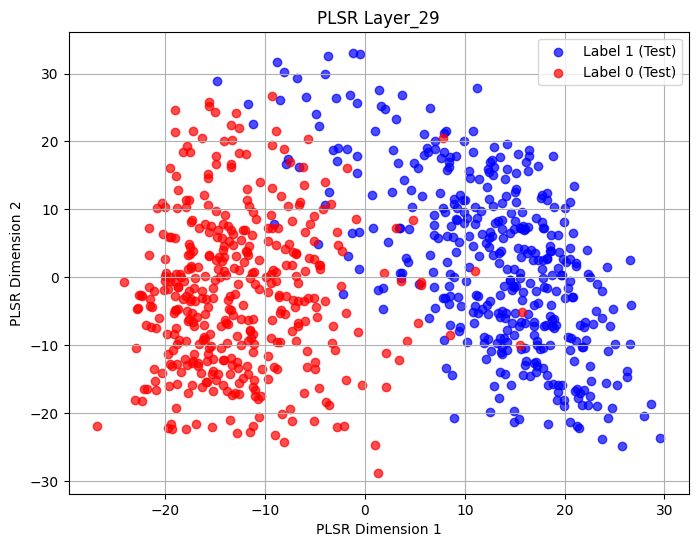 PLSR Layer_29
Label 1 (Test)
Label 0 (Test)
PLSR Dimension 2
30
20
10
0
−10
−20
−30
−20
−10
0
10
20
30
PLSR Dimension 1